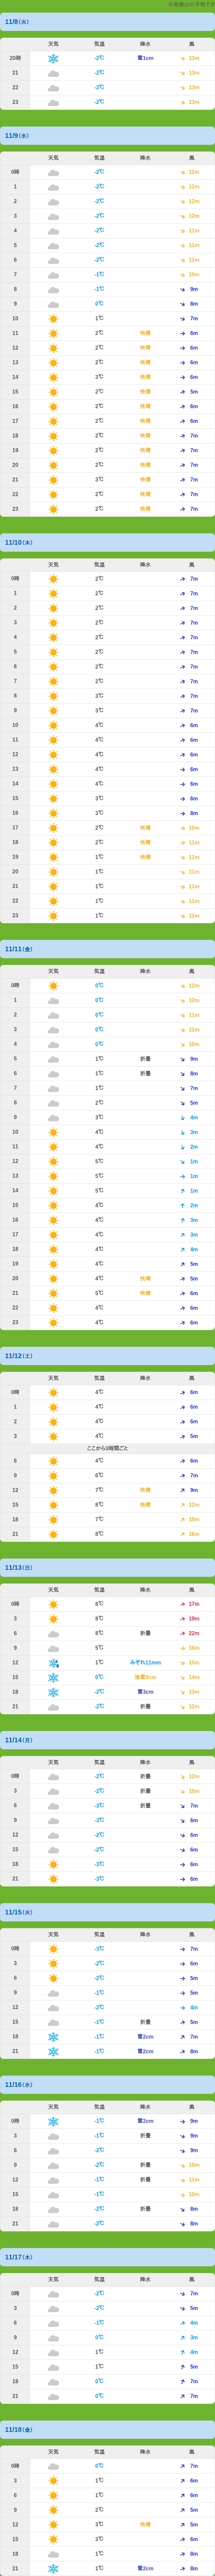 11/8（火）
天気 気温 降水 風
20時 -2℃ 雪1cm 13m
21 -2℃ 13m
22 -2℃ 13m
23 -2℃ 13m
11/9（水）
天気 気温 降水 風
0時 -2℃ 12m
1 -2℃ 12m
2 -2℃ 12m
3 -2℃ 12m
4 -2℃ 11m
5 -2℃ 11m
6 -2℃ 11m
7 -1℃ 10m
8 -1℃ 9m
9 0℃ 8m
10 1℃ 7m
11 2℃ 快晴 6m
12 2℃ 快晴 6m
13 2℃ 快晴 6m
14 3℃ 快晴 6m
15 2℃ 快晴 5m
16 2℃ 快晴 6m
17 2℃ 快晴 6m
18 2℃ 快晴 7m
19 2℃ 快晴 7m
20 2℃ 快晴 7m
21 3℃ 快晴 7m
22 2℃ 快晴 7m
23 2℃ 快晴 7m
11/10（木）
天気 気温 降水 風
0時 2℃ 7m
1 2℃ 7m
2 2℃ 7m
3 2℃ 7m
4 2℃ 7m
5 2℃ 7m
6 2℃ 7m
7 2℃ 7m
8 3℃ 7m
9 3℃ 7m
10 4℃ 6m
11 4℃ 6m
12 4℃ 6m
13 4℃ 6m
14 4℃ 6m
15 3℃ 6m
16 3℃ 8m
17 2℃ 快晴 10m
18 2℃ 快晴 11m
19 1℃ 快晴 11m
20 1℃ 11m
21 1℃ 11m
22 1℃ 11m
23 1℃ 11m
11/11（金）
天気 気温 降水 風
0時 0℃ 12m
1 0℃ 12m
2 0℃ 11m
3 0℃ 11m
4 0℃ 10m
5 1℃ 折曇 9m
6 1℃ 折曇 8m
7 1℃ 7m
8 2℃ 5m
9 3℃ 4m
10 4℃ 3m
11 4℃ 2m
12 5℃ 1m
13 5℃ 1m
14 5℃ 1m
15 4℃ 2m
16 4℃ 3m
17 4℃ 3m
18 4℃ 4m
19 4℃ 5m
20 4℃ 快晴 5m
21 5℃ 快晴 6m
22 4℃ 6m
23 4℃ 6m
11/12（土）
天気 気温 降水 風
0時 4℃ 6m
1 4℃ 6m
2 4℃ 6m
3 4℃ 5m
ここから3時間ごと
6 4℃ 6m
9 6℃ 7m
12 7℃ 快晴 9m
15 8℃ 快晴 12m
18 7℃ 15m
21 8℃ 16m
11/13（日）
天気 気温 降水 風
0時 8℃ 17m
3 8℃ 19m
6 8℃ 折曇 22m
9 5℃ 16m
12 1℃ みぞれ11mm 15m
15 0℃ 強雪8cm 14m
18 -2℃ 雪3cm 13m
21 -2℃ 折曇 12m
11/14（月）
天気 気温 降水 風
0時 -2℃ 折曇 12m
3 -2℃ 折曇 10m
6 -3℃ 折曇 7m
9 -3℃ 6m
12 -2℃ 6m
15 -2℃ 6m
18 -3℃ 6m
21 -3℃ 6m
11/15（火）
天気 気温 降水 風
0時 -3℃ 7m
3 -2℃ 6m
6 -2℃ 5m
9 -1℃ 5m
12 -2℃ 4m
15 -1℃ 折曇 5m
18 -1℃ 雪2cm 7m
21 -1℃ 雪2cm 8m
11/16（水）
天気 気温 降水 風
0時 -1℃ 雪2cm 9m
3 -1℃ 折曇 9m
6 -2℃ 9m
9 -2℃ 折曇 10m
12 -1℃ 折曇 11m
15 -1℃ 10m
18 -2℃ 折曇 8m
21 -2℃ 8m
11/17（木）
天気 気温 降水 風
0時 -2℃ 7m
3 -2℃ 5m
6 -1℃ 4m
9 0℃ 3m
12 1℃ 4m
15 1℃ 5m
18 0℃ 7m
21 0℃ 7m
11/18（金）
天気 気温 降水 風
0時 0℃ 7m
3 1℃ 6m
6 1℃ 6m
9 2℃ 5m
12 3℃ 快晴 5m
15 3℃ 6m
18 1℃ 8m
21 1℃ 雪2cm 8m